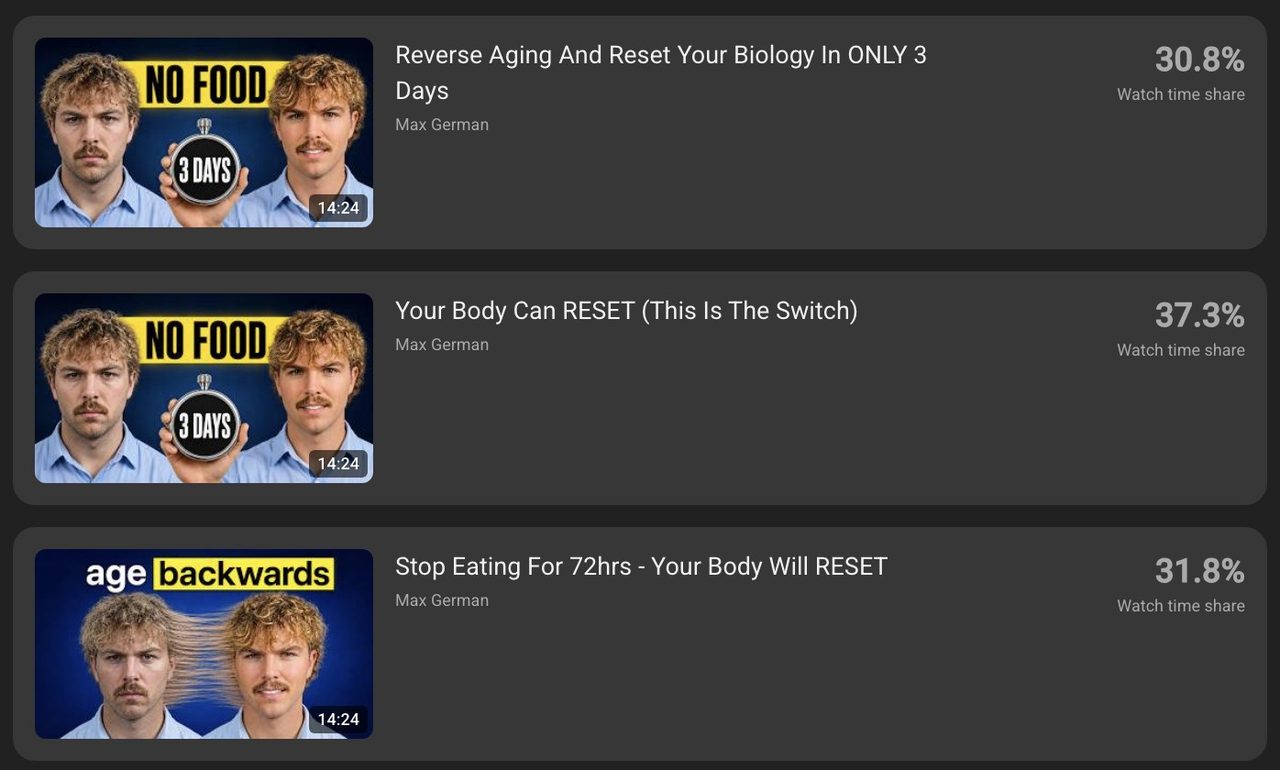 NO FOOD
3 DAYS
14:24
Reverse Aging And Reset Your Biology In ONLY 3
Days
Max German
30.8%
Watch time share
NO FOOD
3 DAYS
14:24
Your Body Can RESET (This Is The Switch)
Max German
37.3%
Watch time share
age backwards
14:24
Stop Eating For 72hrs - Your Body Will RESET
Max German
31.8%
Watch time share